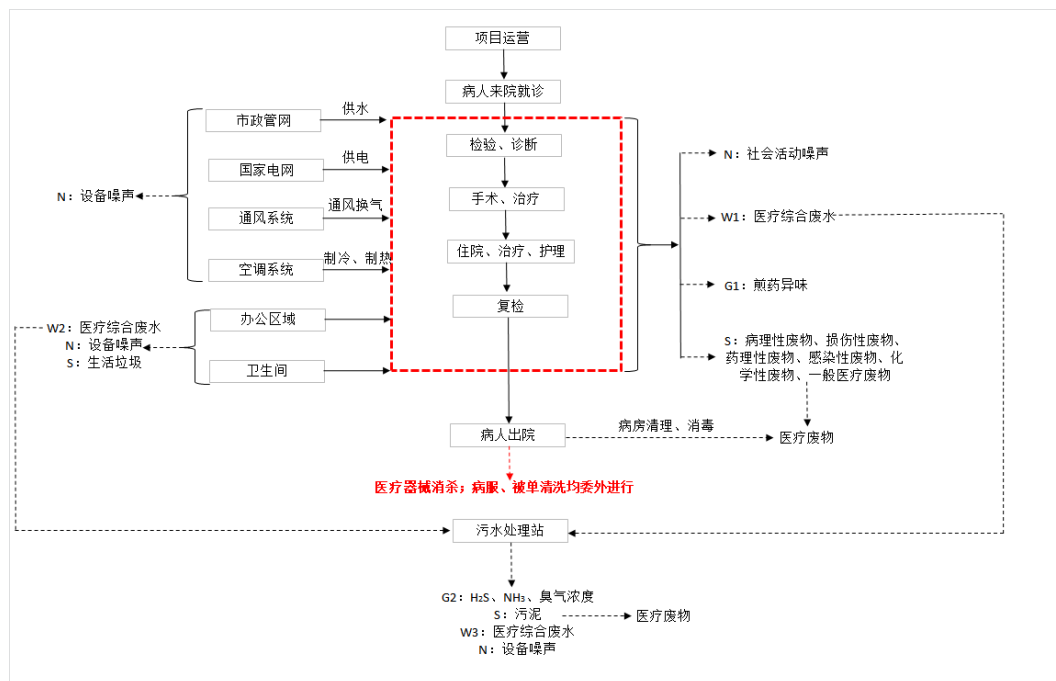 项目运营
病人来院就诊
市政管网
供水
检验、诊断
N：社会活动噪声
国家电网
供电
N：设备噪声
手术、治疗
通风系统
通风换气
W1：医疗综合废水
住院、治疗、护理
空调系统
制冷、制热
G1：煎药异味
复检
办公区域
W2：医疗综合废水
N：设备噪声
S：生活垃圾
S：病理性废物、损伤性废物、
药理性废物、感染性废物、化
学性废物、一般医疗废物
卫生间
病人出院
病房清理、消毒
医疗废物
医疗器械消杀；病服、被单清洗均委外进行
污水处理站
G2：H₂S、NH₃、臭气浓度
S：污泥
医疗废物
W3：医疗综合废水
N：设备噪声